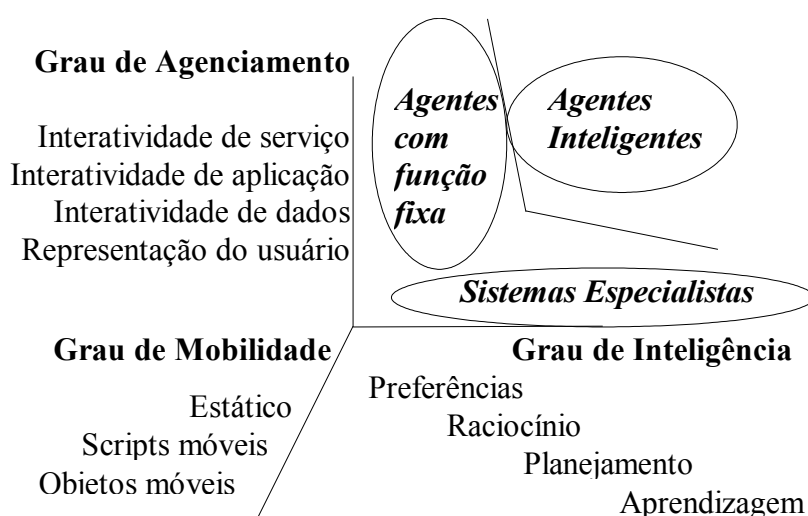 Grau de Agenciamento
Interatividade de serviço
Interatividade de aplicação
Interatividade de dados
Representação do usuário
Agentes
com
função
fixa
Agentes
Inteligentes
Sistemas Especialistas
Grau de Mobilidade
Estático
Scripts móveis
Objetos móveis
Grau de Inteligência
Preferências
Raciocínio
Planejamento
Aprendizagem